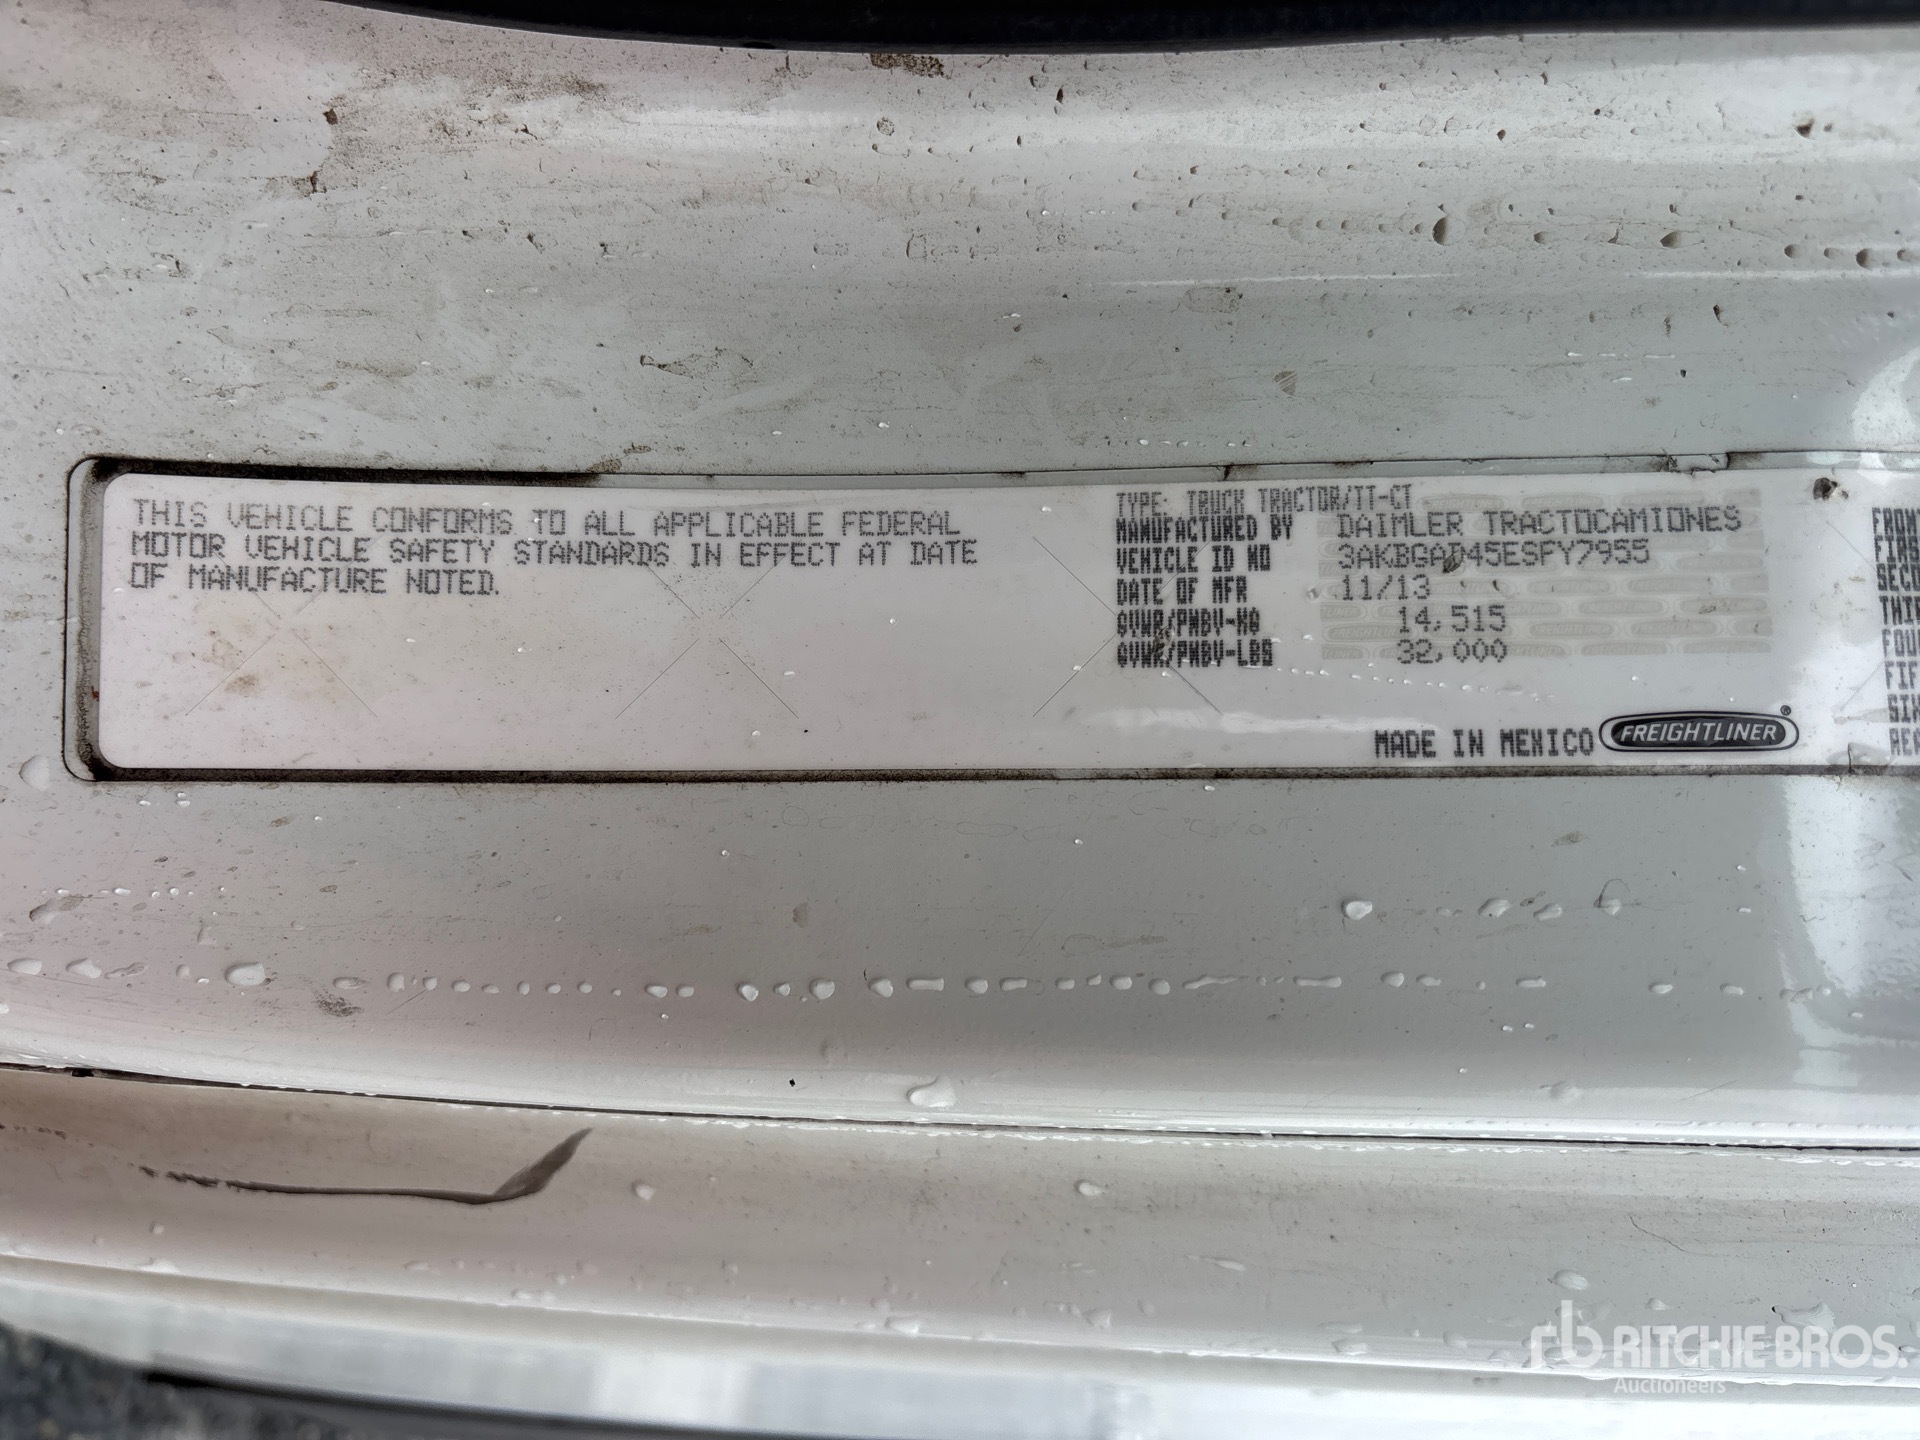 THIS VEHICLE CONFORMS TO ALL APPLICABLE FEDERAL
MOTOR VEHICLE SAFETY STANDARDS IN EFFECT AT DATE
OF MANUFACTURE NOTED.
TYPE: TRUCK TRACTOR/TT-CT
MANUFACTURED BY DAIMLER TRACTOCAMIONES
VEHICLE ID NO 3AKBGAD45ESFY7955
DATE OF MFR 11/13
GVWR/PNBV-KG 14,515
GVWR/PNBV-LBS 32,000
MADE IN MEXICO FREIGHTLINER®
rb RITCHIE BROS.
Auctioneers